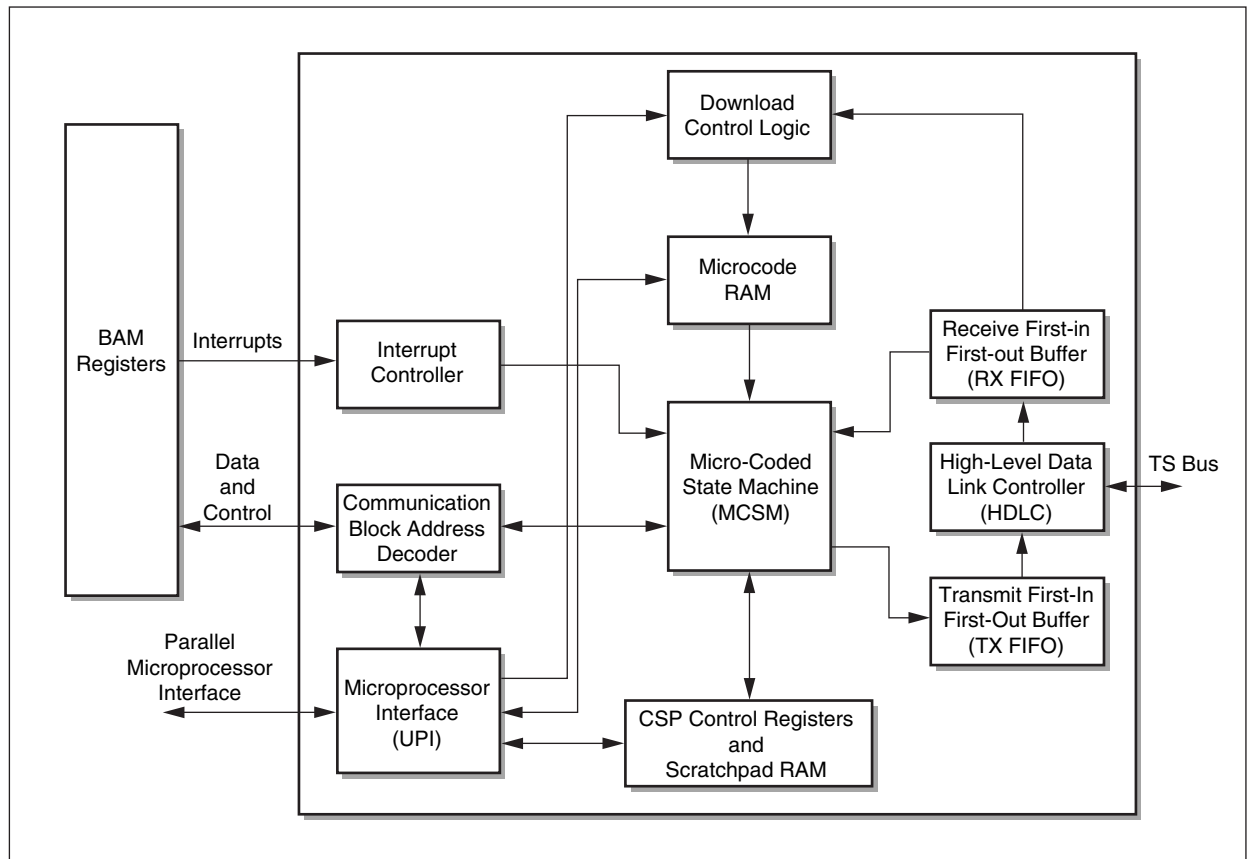 Download
Control Logic
Microcode
RAM
BAM
Registers
Interrupts
Interrupt
Controller
Receive First-in
First-out Buffer
(RX FIFO)
Micro-Coded
State Machine
(MCSM)
High-Level Data
Link Controller
(HDLC)
TS Bus
Data
and
Control
Communication
Block Address
Decoder
Transmit First-In
First-Out Buffer
(TX FIFO)
Parallel
Microprocessor
Interface
Microprocessor
Interface
(UPI)
CSP Control Registers
and
Scratchpad RAM